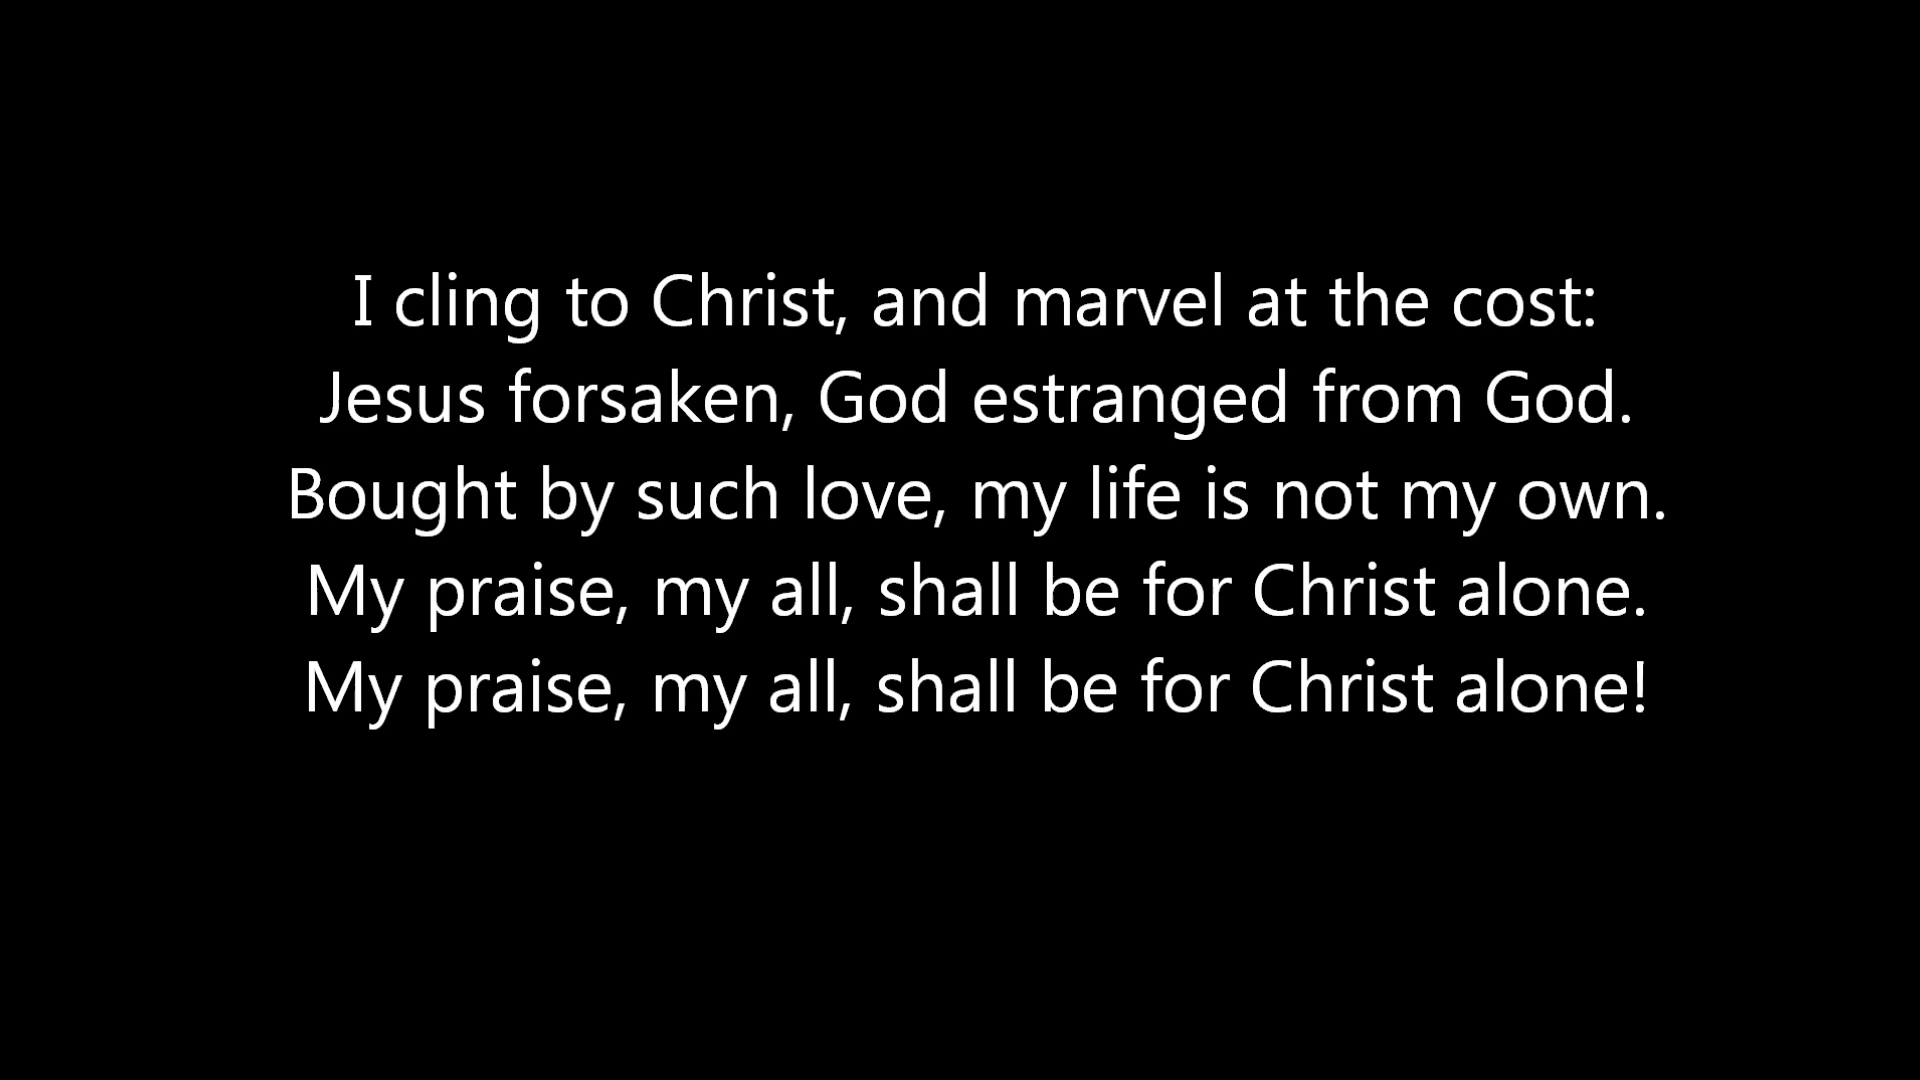 I cling to Christ, and marvel at the cost:
Jesus forsaken, God estranged from God.
Bought by such love, my life is not my own.
My praise, my all, shall be for Christ alone.
My praise, my all, shall be for Christ alone!